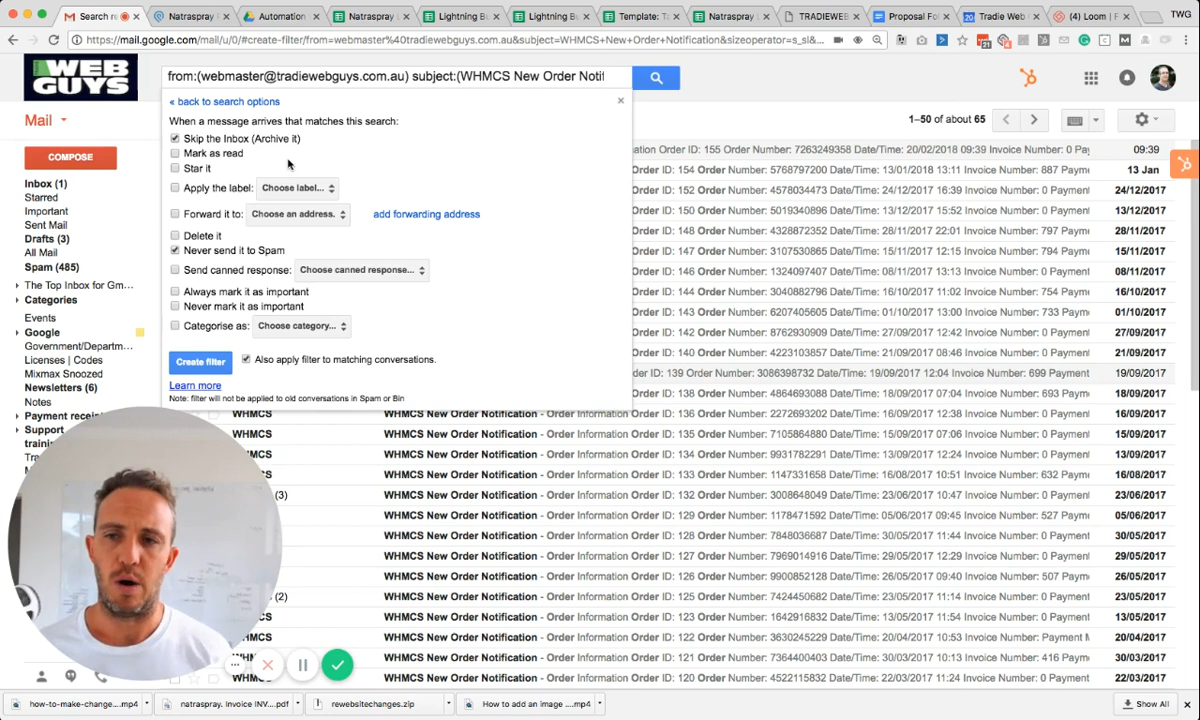 Search re
Natraspray
Automation
Natraspray L
Lightning Bu
Lightning Bu
Template: Ta
Natraspray L
TRADIEWEB
Proposal Fo
Tradie Web
(4) Loom | F
TWG
https://mail.google.com/mail/u/0/#create-filter/from=webmaster%40tradiewebguys.com.au&subject=WHMCS+New+Order+Notification&sizeoperator=s_sl&...
WEB GUYS
from:(webmaster@tradiewebguys.com.au) subject:(WHMCS New Order Notif
« back to search options
When a message arrives that matches this search:
Skip the Inbox (Archive it)
Mark as read
Star it
Apply the label: Choose label...
Forward it to: Choose an address. add forwarding address
Delete it
Never send it to Spam
Send canned response: Choose canned response...
Always mark it as important
Never mark it as important
Categorise as: Choose category...
Create filter Also apply filter to matching conversations.
Learn more
Note: filter will not be applied to old conversations in Spam or Bin
Mail
COMPOSE
Inbox (1)
Starred
Important
Sent Mail
Drafts (3)
All Mail
Spam (485)
The Top Inbox for Gm...
Categories
Events
Google
Government/Departm...
Licenses | Codes
Mixmax Snoozed
Newsletters (6)
Notes
Payment recei
Support
trainin
1–50 of about 65
ation Order ID: 155 Order Number: 7263249358 Date/Time: 20/02/2018 09:39 Invoice Number: 0 Pay 09:39
Order ID: 154 Order Number: 5768797200 Date/Time: 13/01/2018 13:11 Invoice Number: 887 Pay 13 Jan
Order ID: 152 Order Number: 4578034473 Date/Time: 24/12/2017 16:39 Invoice Number: 0 Paym 24/12/2017
Order ID: 150 Order Number: 5019340896 Date/Time: 13/12/2017 15:52 Invoice Number: 0 Paym 13/12/2017
Order ID: 148 Order Number: 4328872352 Date/Time: 28/11/2017 22:01 Invoice Number: 797 Pay 28/11/2017
Order ID: 147 Order Number: 3107530865 Date/Time: 15/11/2017 12:15 Invoice Number: 794 Pay 15/11/2017
Order ID: 146 Order Number: 1324097407 Date/Time: 08/11/2017 13:13 Invoice Number: 0 Paym 08/11/2017
Order ID: 144 Order Number: 3040882796 Date/Time: 16/10/2017 11:02 Invoice Number: 754 Pay 16/10/2017
Order ID: 143 Order Number: 6207405605 Date/Time: 01/10/2017 13:00 Invoice Number: 733 Pay 01/10/2017
Order ID: 142 Order Number: 8762930909 Date/Time: 27/09/2017 12:42 Invoice Number: 0 Paym 27/09/2017
Order ID: 140 Order Number: 4223103857 Date/Time: 21/09/2017 08:46 Invoice Number: 0 Paym 21/09/2017
der ID: 139 Order Number: 3086398732 Date/Time: 19/09/2017 12:04 Invoice Number: 699 Paym 19/09/2017
Order ID: 138 Order Number: 4864693088 Date/Time: 18/09/2017 07:04 Invoice Number: 693 Pay 18/09/2017
WHMCS WHMCS New Order Notification - Order Information Order ID: 136 Order Number: 2272693202 Date/Time: 16/09/2017 12:38 Invoice Number: 0 Paym 16/09/2017
WHMCS WHMCS New Order Notification - Order Information Order ID: 135 Order Number: 7105864880 Date/Time: 15/09/2017 07:06 Invoice Number: 0 Paym 15/09/2017
WHMCS WHMCS New Order Notification - Order Information Order ID: 134 Order Number: 9931782291 Date/Time: 13/09/2017 12:24 Invoice Number: 0 Paym 13/09/2017
WHMCS WHMCS New Order Notification - Order Information Order ID: 133 Order Number: 1147331658 Date/Time: 16/08/2017 10:51 Invoice Number: 632 Paym 16/08/2017
(3) WHMCS New Order Notification - Order Information Order ID: 132 Order Number: 3008648049 Date/Time: 23/06/2017 10:47 Invoice Number: 0 Paym 23/06/2017
WHMCS New Order Notification - Order Information Order ID: 129 Order Number: 1178471592 Date/Time: 05/06/2017 09:45 Invoice Number: 527 Paym 05/06/2017
WHMCS New Order Notification - Order Information Order ID: 128 Order Number: 7848036687 Date/Time: 30/05/2017 11:44 Invoice Number: 0 Paym 30/05/2017
WHMCS New Order Notification - Order Information Order ID: 127 Order Number: 7969014916 Date/Time: 30/05/2017 12:29 Invoice Number: 0 Paym 30/05/2017
WHMCS New Order Notification - Order Information Order ID: 126 Order Number: 9900852128 Date/Time: 26/05/2017 09:40 Invoice Number: 507 Paym 26/05/2017
(2) WHMCS New Order Notification - Order Information Order ID: 125 Order Number: 7424450682 Date/Time: 23/05/2017 11:14 Invoice Number: 0 Paym 23/05/2017
WHMCS New Order Notification - Order Information Order ID: 123 Order Number: 1642916832 Date/Time: 13/05/2017 11:54 Invoice Number: 0 Paym 13/05/2017
WHMCS New Order Notification - Order Information Order ID: 122 Order Number: 3630245229 Date/Time: 20/04/2017 10:53 Invoice Number: Payment M 20/04/2017
WHMCS WHMCS New Order Notification - Order Information Order ID: 121 Order Number: 7364400403 Date/Time: 30/03/2017 10:13 Invoice Number: 416 Paym 30/03/2017
WHMCS WHMCS New Order Notification - Order Information Order ID: 120 Order Number: 4522115832 Date/Time: 22/03/2017 09:38 Invoice Number: 0 Paym 22/03/2017
how-to-make-change....mp4
natraspray. Invoice INV....pdf
rewebsitechanges.zip
How to add an image ....mp4
Show All